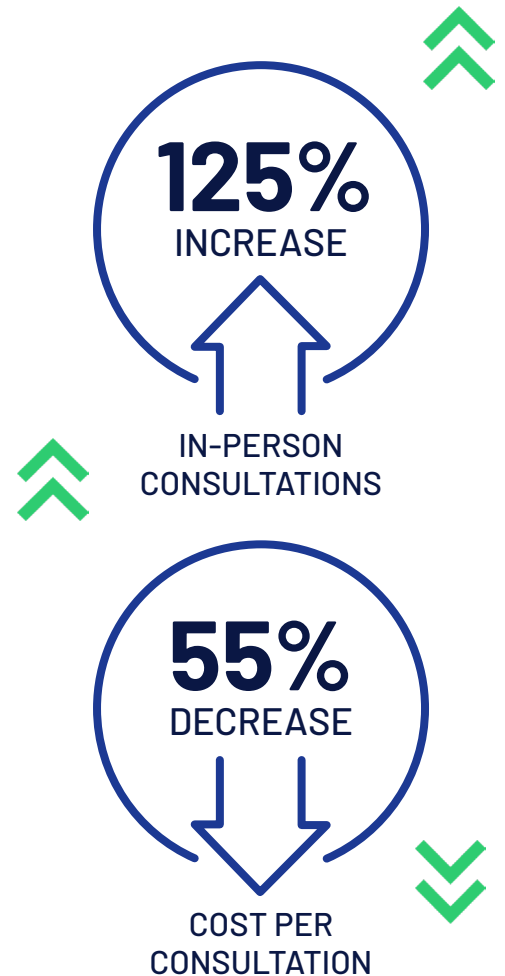 125%
INCREASE
IN-PERSON
CONSULTATIONS
55%
DECREASE
COST PER
CONSULTATION